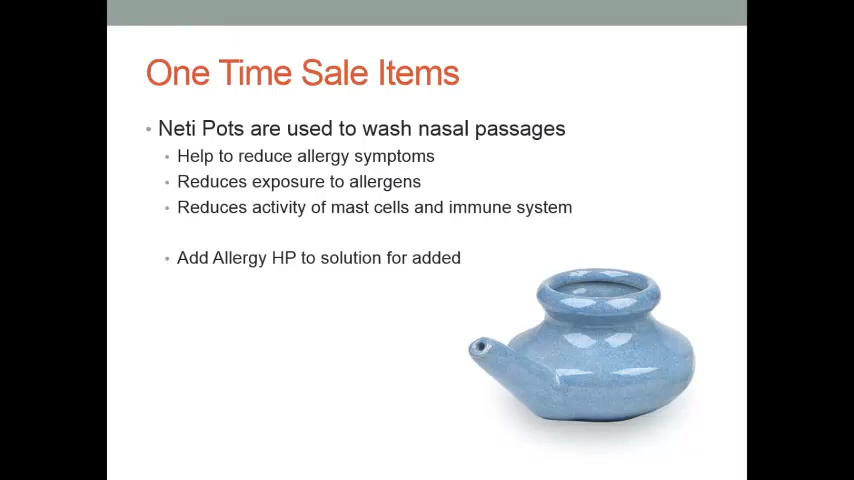 One Time Sale Items
• Neti Pots are used to wash nasal passages
• Help to reduce allergy symptoms
• Reduces exposure to allergens
• Reduces activity of mast cells and immune system
• Add Allergy HP to solution for added